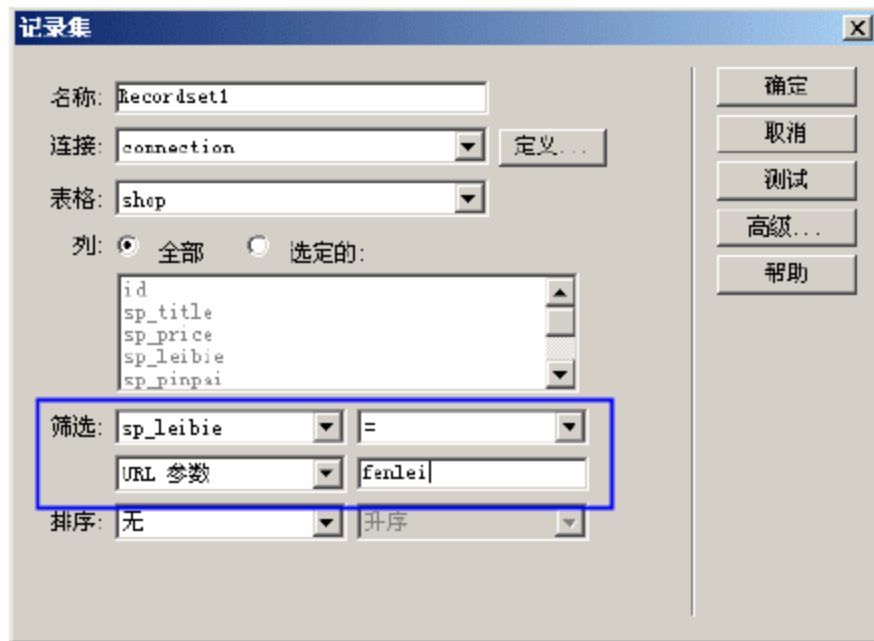 记录集
名称: Recordset1
确定
连接: connection 定义...
取消
表格: shop
测试
列: 全部 选定的:
高级...
id
帮助
sp_title
sp_price
sp_leibie
sp_pinpai
筛选: sp_leibie =
URL 参数 fenlei
排序: 无 升序